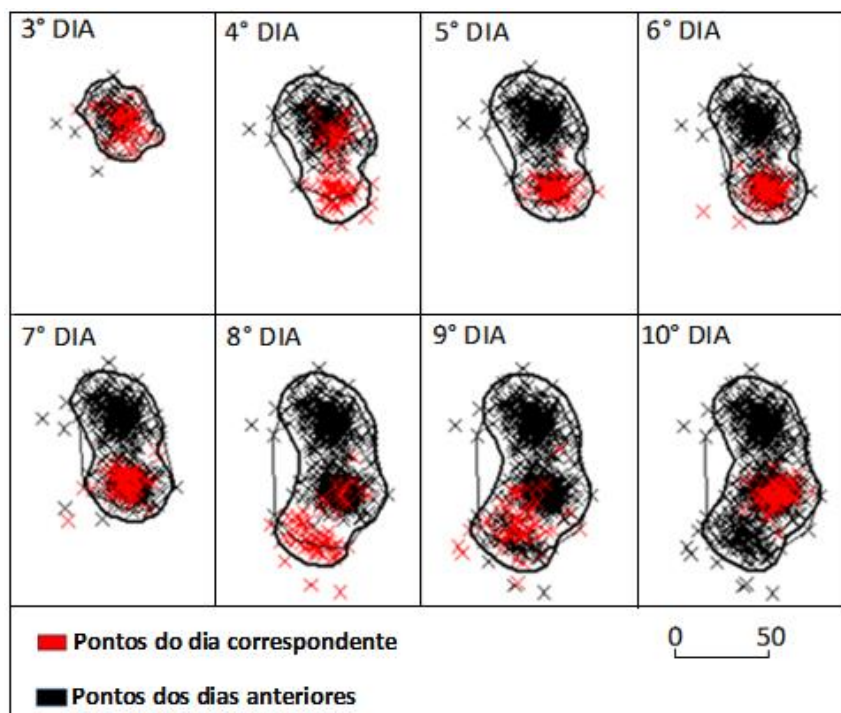 3° DIA
4° DIA
5° DIA
6° DIA
7° DIA
8° DIA
9° DIA
10° DIA
Pontos do dia correspondente
0 50
Pontos dos dias anteriores